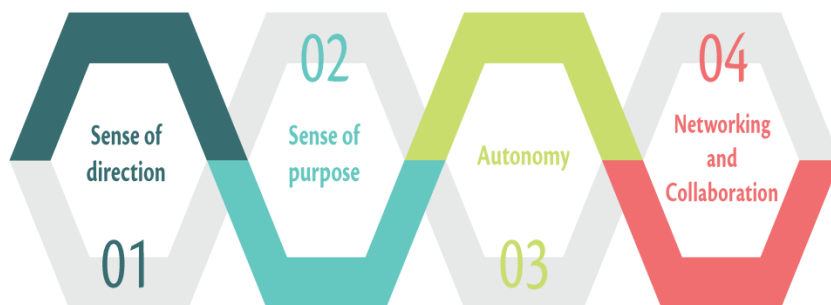 Sense of
direction
01
02
Sense of
purpose
Autonomy
03
04
Networking
and
Collaboration